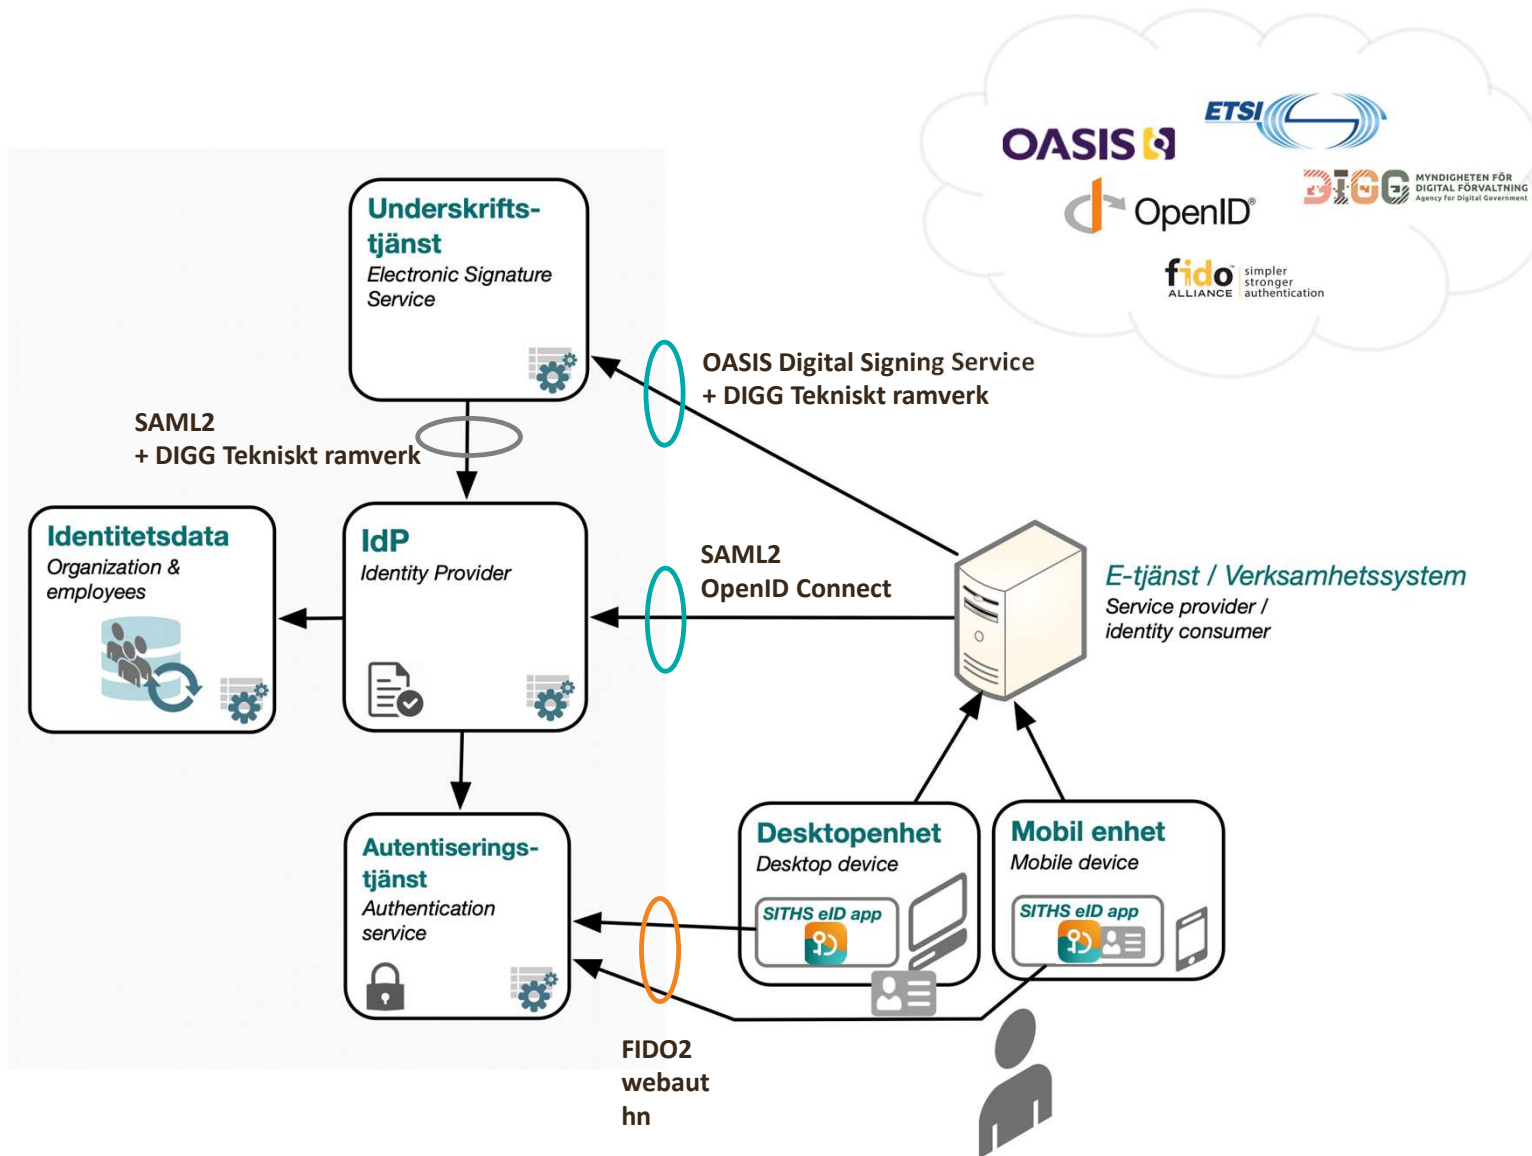 OASIS
ETSI
OpenID®
DIGG
MYNDIGHETEN FÖR
DIGITAL FÖRVALTNING
Agency for Digital Government
fido™
ALLIANCE
simpler
stronger
authentication
Underskrifts-
tjänst
Electronic Signature
Service
OASIS Digital Signing Service
+ DIGG Tekniskt ramverk
SAML2
+ DIGG Tekniskt ramverk
Identitetsdata
Organization &
employees
IdP
Identity Provider
SAML2
OpenID Connect
E-tjänst / Verksamhetssystem
Service provider /
identity consumer
Autentiserings-
tjänst
Authentication
service
Desktopenhet
Desktop device
SITHS eID app
Mobil enhet
Mobile device
SITHS eID app
FIDO2
webaut
hn